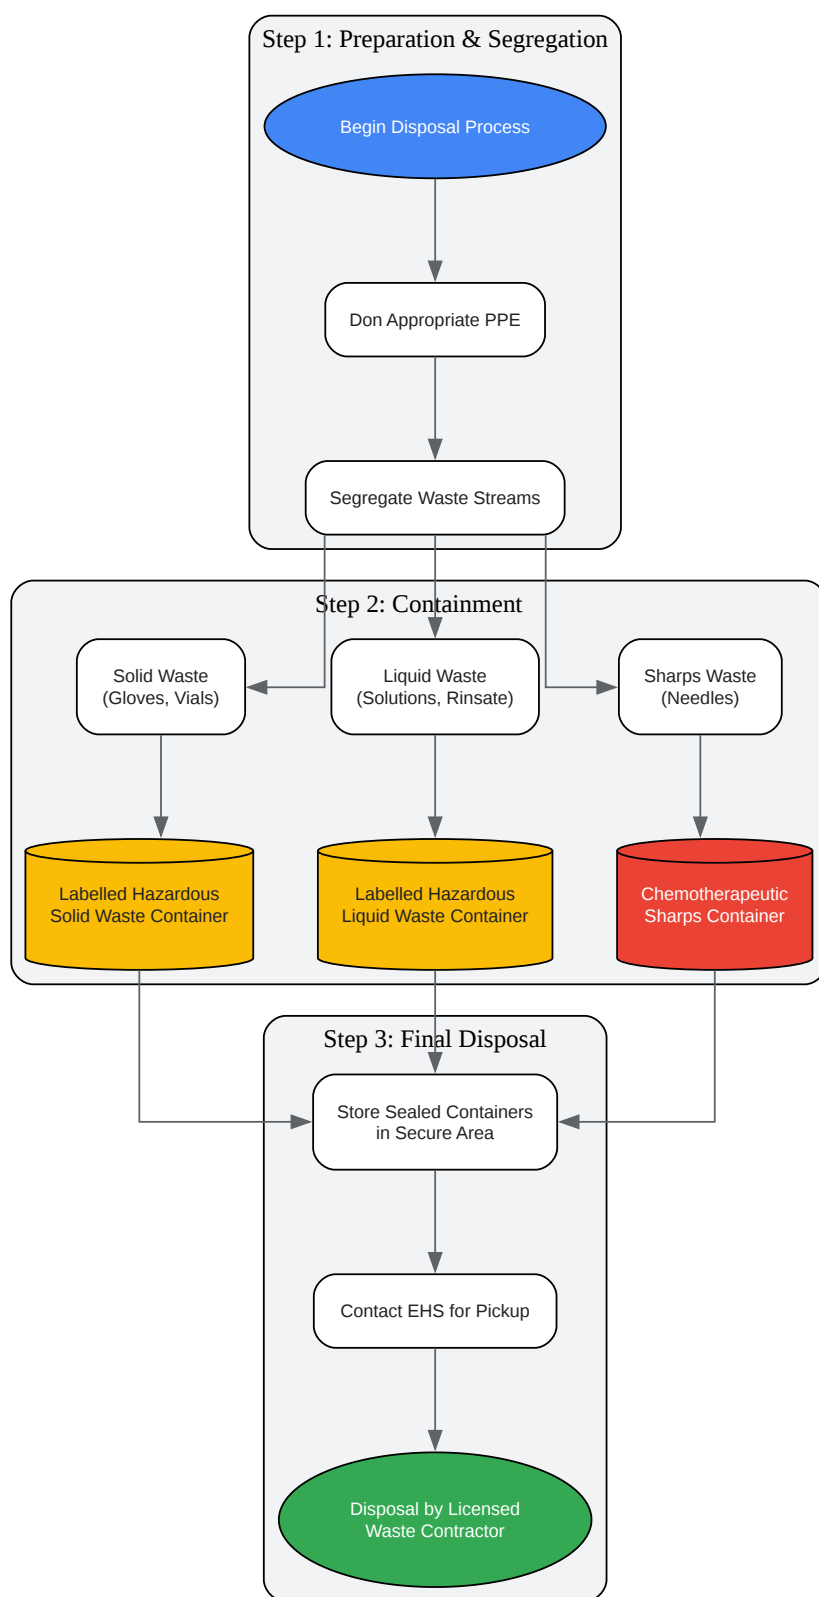 Step 1: Preparation & Segregation
Begin Disposal Process
Don Appropriate PPE
Segregate Waste Streams
Step 2: Containment
Solid Waste
(Gloves, Vials)
Liquid Waste
(Solutions, Rinsate)
Sharps Waste
(Needles)
Labelled Hazardous
Solid Waste Container
Labelled Hazardous
Liquid Waste Container
Chemotherapeutic
Sharps Container
Step 3: Final Disposal
Store Sealed Containers
in Secure Area
Contact EHS for Pickup
Disposal by Licensed
Waste Contractor